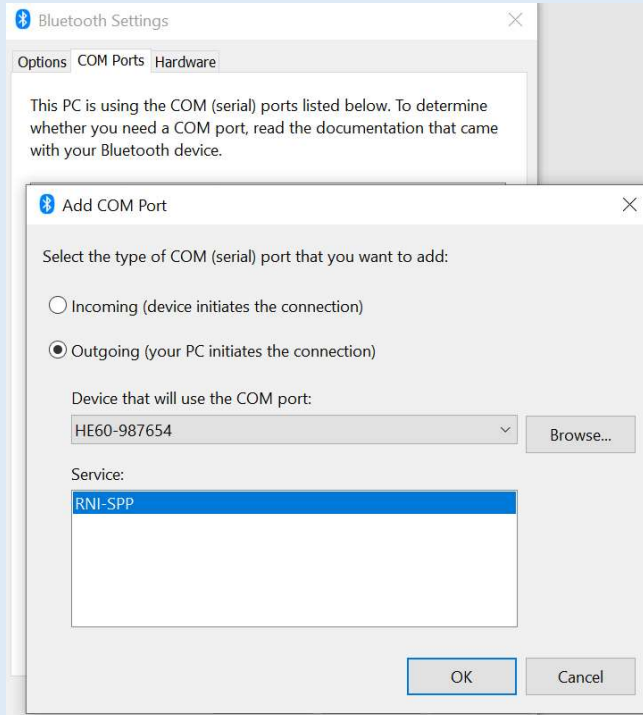 Bluetooth Settings
Options COM Ports Hardware
This PC is using the COM (serial) ports listed below. To determine
whether you need a COM port, read the documentation that came
with your Bluetooth device.
Add COM Port
Select the type of COM (serial) port that you want to add:
Incoming (device initiates the connection)
Outgoing (your PC initiates the connection)
Device that will use the COM port:
HE60-987654
Browse...
Service:
RNI-SPP
OK Cancel